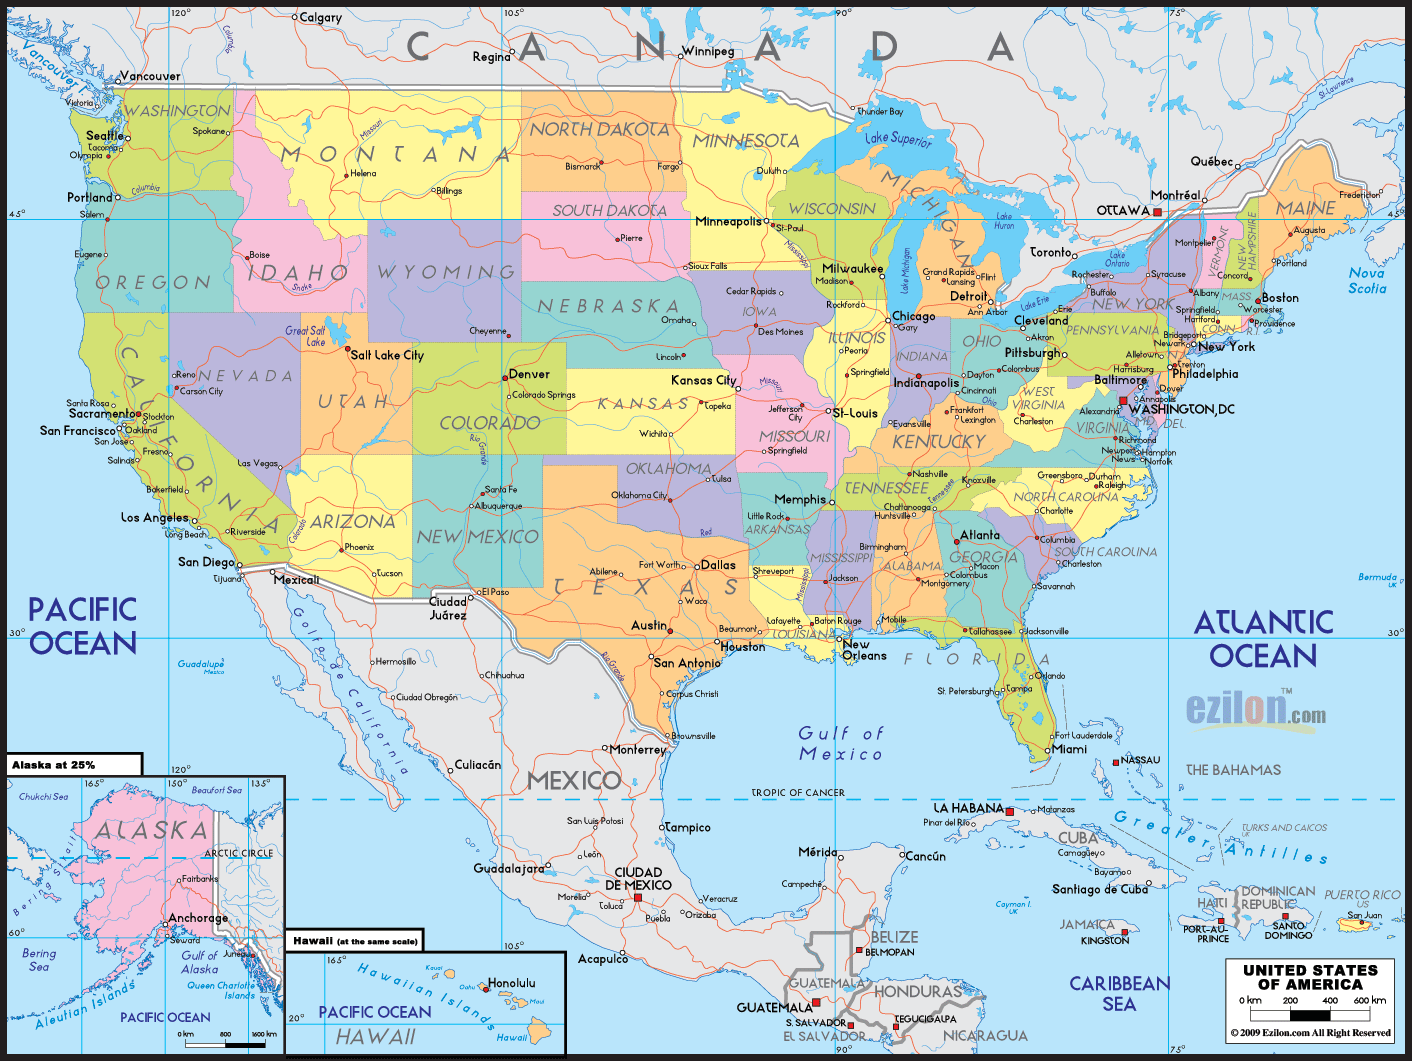 120°
105°
90°
75°
Calgary
Columbia
C A N A D A
Regina
Winnipeg
Vancouver
Vancouver I.
Victoria
Thunder Bay
St-Lawrence
WASHINGTON
Spokane
Seattle
Tacoma
Olympia
Missouri
MONTANA
Helena
Billings
NORTH DAKOTA
Bismarck
Fargo
MINNESOTA
Duluth
Lake Superior
Québec
Montréal
OTTAWA
Fredericton
MAINE
Augusta
Portland
45°
45°
Portland
Columbia
Salem
Eugene
OREGON
Boise
IDAHO
Snake
WYOMING
Cheyenne
SOUTH DAKOTA
Pierre
Sioux Falls
Minneapolis
St-Paul
Mississippi
WISCONSIN
Milwaukee
Madison
MICHIGAN
Lake Michigan
Lake Huron
Grand Rapids
Flint
Lansing
Detroit
Ann Arbor
Toronto
Lake Ontario
Lake Erie
Rochester
Syracuse
Buffalo
NEW YORK
Albany
Montpelier
VERMONT
NEW HAMPSHIRE
Concord
MASS.
Boston
Worcester
Springfield
Hartford
Providence
CONN.
R.I.
Bridgeport
Newark
New York
Nova Scotia
Great Salt Lake
Salt Lake City
NEVADA
Reno
Carson City
UTAH
NEBRASKA
Omaha
Lincoln
IOWA
Cedar Rapids
Des Moines
Rockford
Chicago
Gary
ILLINOIS
Peoria
Springfield
INDIANA
Indianapolis
OHIO
Cleveland
Akron
Erie
Dayton
Columbus
Cincinnati
Ohio
PENNSYLVANIA
Pittsburgh
Altetown
Harrisburg
Trenton
N.J.
Philadelphia
Baltimore
Dover
Annapolis
Alexandria
WASHINGTON,DC
MD.
DEL.
CALIFORNIA
Santa Rosa
Sacramento
Stockton
San Francisco
Oakland
San Jose
Fresno
Salinas
Bakerfield
Las Vegas
Los Angeles
Long Beach
Riverside
San Diego
Tijuana
Mexicali
Denver
Colorado Springs
COLORADO
Rio Grande
KANSAS
Kansas City
Topeka
Wichita
Missouri
Jefferson City
St-Louis
MISSOURI
Springfield
Evansville
Frankfort
Lexington
KENTUCKY
WEST VIRGINIA
Charleston
VIRGINIA
Richmond
Newport News
Hampton
Norfolk
ARIZONA
Colorado
Phoenix
Tucson
Santa Fe
Albuquerque
NEW MEXICO
OKLAHOMA
Oklahoma City
Tulsa
Red
Memphis
Little Rock
ARKANSAS
TENNESSEE
Nashville
Knoxville
Tennessee
Chattanooga
Huntsville
Greensboro
Durham
Raleigh
NORTH CAROLINA
Charlotte
Columbia
SOUTH CAROLINA
Charleston
Savannah
Atlanta
GEORGIA
Macon
Columbus
Birmingham
ALABAMA
Montgomery
Mobile
MISSISSIPPI
Jackson
Mississippi
Shreveport
LOUISIANA
Lafayette
Baton Rouge
New Orleans
TEXAS
Abilene
Fort Worth
Dallas
Waco
Austin
Beaumont
Houston
San Antonio
Corpus Christi
Brownsville
Rio Grande
El Paso
Ciudad Juárez
Tallahassee
Jacksonville
FLORIDA
Orlando
St. Petersburg
Tampa
Fort Lauderdale
Miami
PACIFIC OCEAN
ATLANTIC OCEAN
30°
30°
Bermuda
UK
Guadalupe
Mexico
Golfe de California
Hermosillo
Chihuahua
Ciudad Obregón
Culiacán
Monterrey
MEXICO
Gulf of Mexico
TROPIC OF CANCER
ezilon.com
TM
NASSAU
THE BAHAMAS
LA HABANA
Matanzas
Pinar del Rio
CUBA
Camagüey
Bayamo
Santiago de Cuba
Greater Antilles
TURKS AND CAICOS
UK
San Luis Potosi
Tampico
Guadalajara
León
CIUDAD DE MEXICO
Morelia
Toluca
Puebla
Veracruz
Orizaba
Acapulco
Mérida
Cancún
Campeche
Cayman I.
UK
JAMAICA
KINGSTON
HAITI
PORT-AU-PRINCE
DOMINICAN REPUBLIC
SANTO-DOMINGO
PUERTO RICO
US
San Juan
BELIZE
BELMOPAN
GUATEMALA
GUATEMALA
HONDURAS
TEGUCIGALPA
S. SALVADOR
EL SALVADOR
NICARAGUA
CARIBBEAN SEA
Alaska at 25%
120°
165°
150°
135°
Chukchi Sea
Beaufort Sea
ALASKA
ARCTIC CIRCLE
Bering Strait
Fairbanks
Anchorage
Seward
Juneau
60°
Bering Sea
Gulf of Alaska
Queen Charlotte Islands
Aleutian Islands
PACIFIC OCEAN
0 km
800
1600 km
Hawaii (at the same scale)
105°
165°
Hawaiian Islands
Kauai
Oahu
Honolulu
Maui
PACIFIC OCEAN
20°
HAWAII
Hawaii
90°
75°
UNITED STATES
OF AMERICA
0 km 200 400 600 km
© 2009 Ezilon.com All Right Reserved